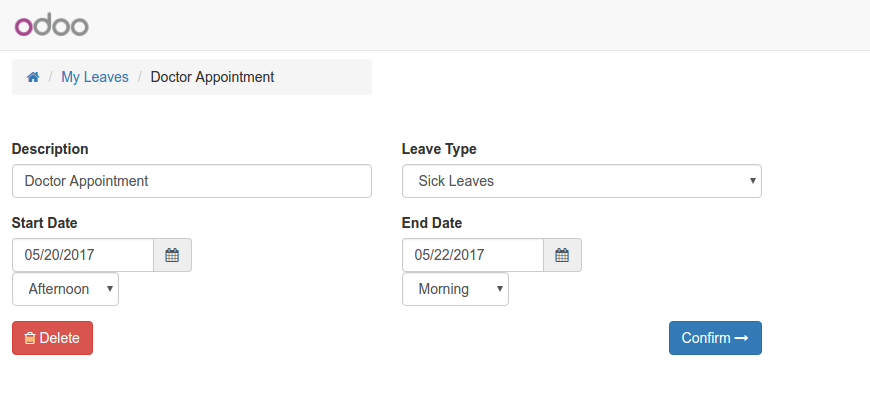 odoo
My Leaves / Doctor Appointment
Description Leave Type
Doctor Appointment Sick Leaves
Start Date End Date
05/20/2017 05/22/2017
Afternoon Morning
Delete Confirm